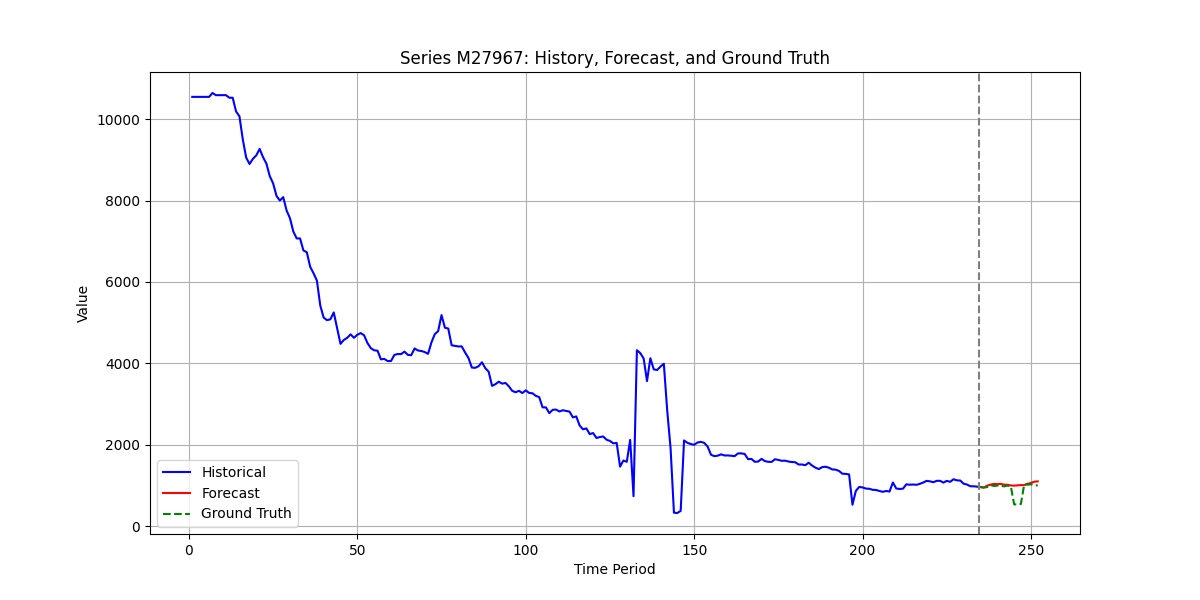 Series M27967: History, Forecast, and Ground Truth
10000
8000
6000
4000
2000
0
Value
Historical
Forecast
Ground Truth
0 50 100 150 200 250
Time Period